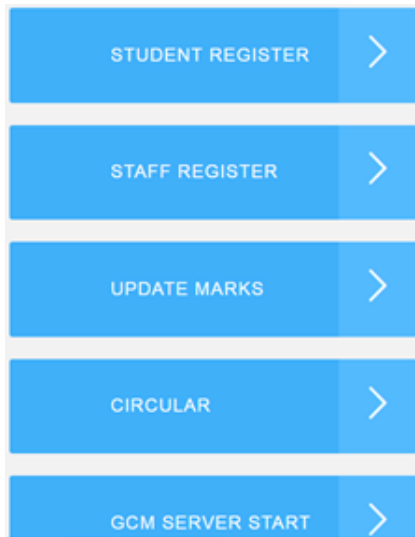 STUDENT REGISTER
STAFF REGISTER
UPDATE MARKS
CIRCULAR
GCM SERVER START